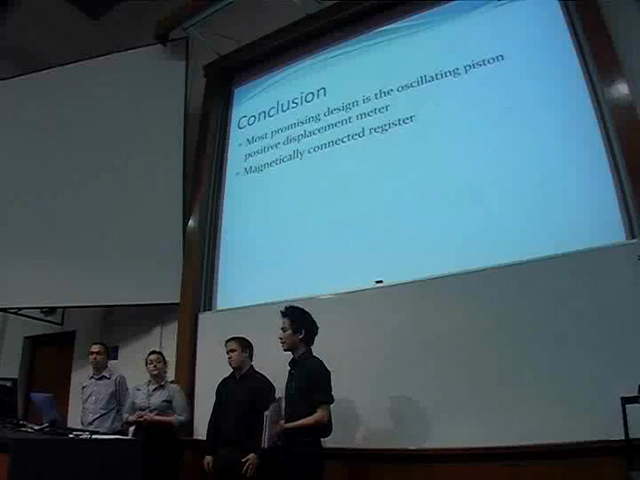 Conclusion
Most promising design is the oscillating piston
positive displacement meter
Magnetically connected register